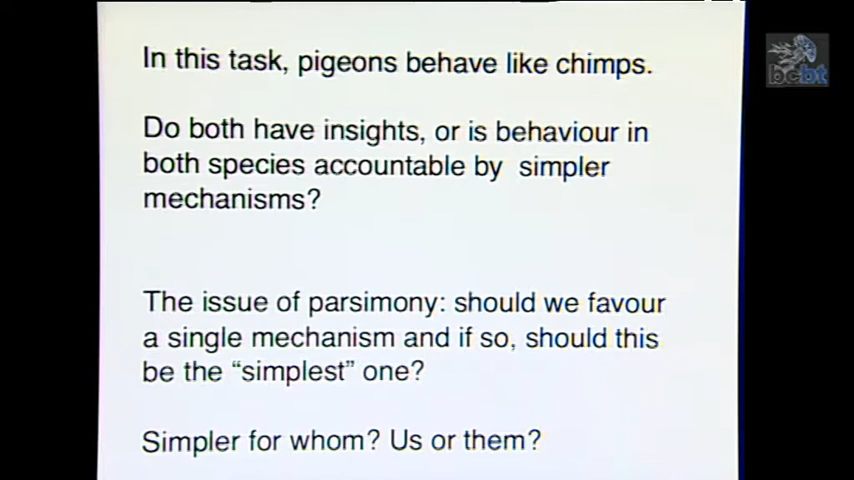 In this task, pigeons behave like chimps.
Do both have insights, or is behaviour in
both species accountable by simpler
mechanisms?
The issue of parsimony: should we favour
a single mechanism and if so, should this
be the “simplest” one?
Simpler for whom? Us or them?
bcbt